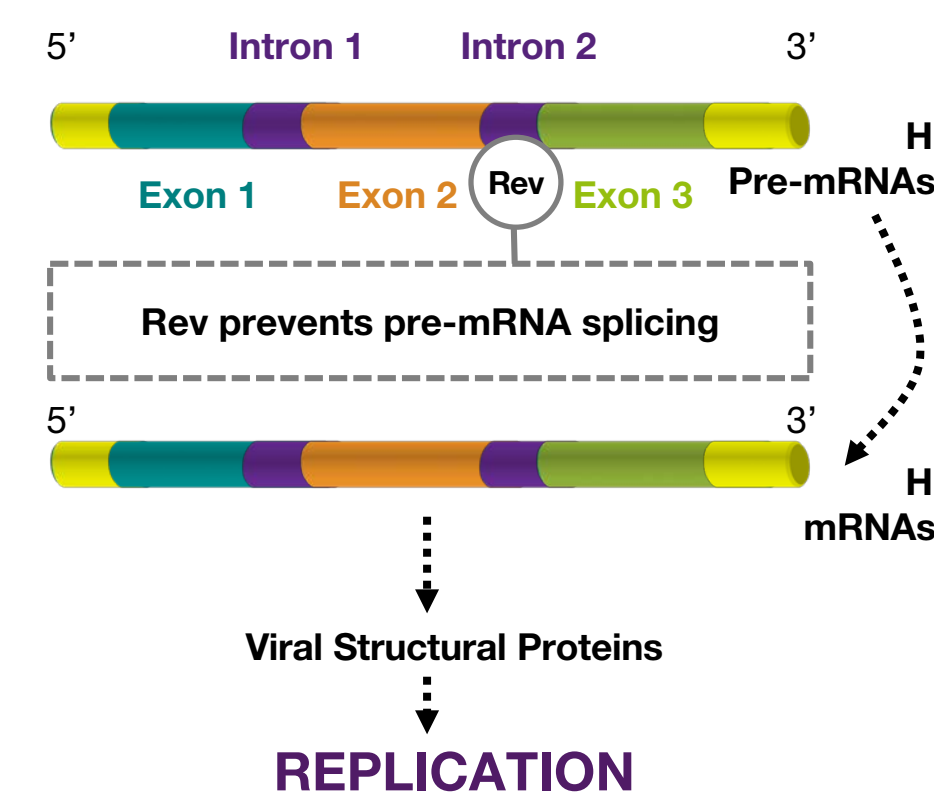 5’ Intron 1 Intron 2 3’
H
Exon 1 Exon 2 Rev Exon 3 Pre-mRNAs
Rev prevents pre-mRNA splicing
5’ 3’
H
mRNAs
Viral Structural Proteins
REPLICATION